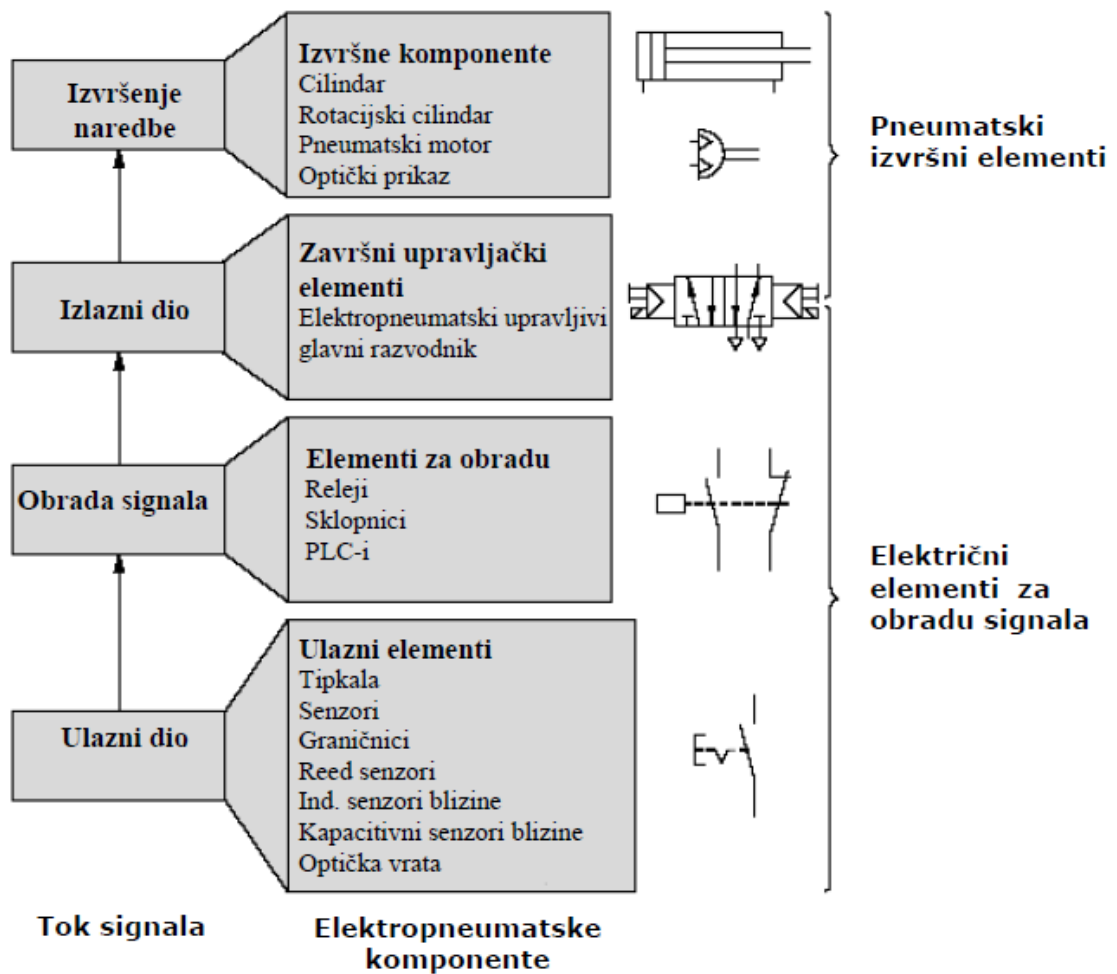 Izvršenje
naredbe
Izvršne komponente
Cilindar
Rotacijski cilindar
Pneumatski motor
Optički prikaz
Pneumatski
izvršni elementi
Izlazni dio
Završni upravljački
elementi
Elektropneumatski upravljivi
glavni razvodnik
Obrada signala
Elementi za obradu
Releji
Sklopnici
PLC-i
Električni
elementi za
obradu signala
Ulazni dio
Ulazni elementi
Tipkala
Senzori
Graničnici
Reed senzori
Ind. senzori blizine
Kapacitivni senzori blizine
Optička vrata
Tok signala
Elektropneumatske
komponente